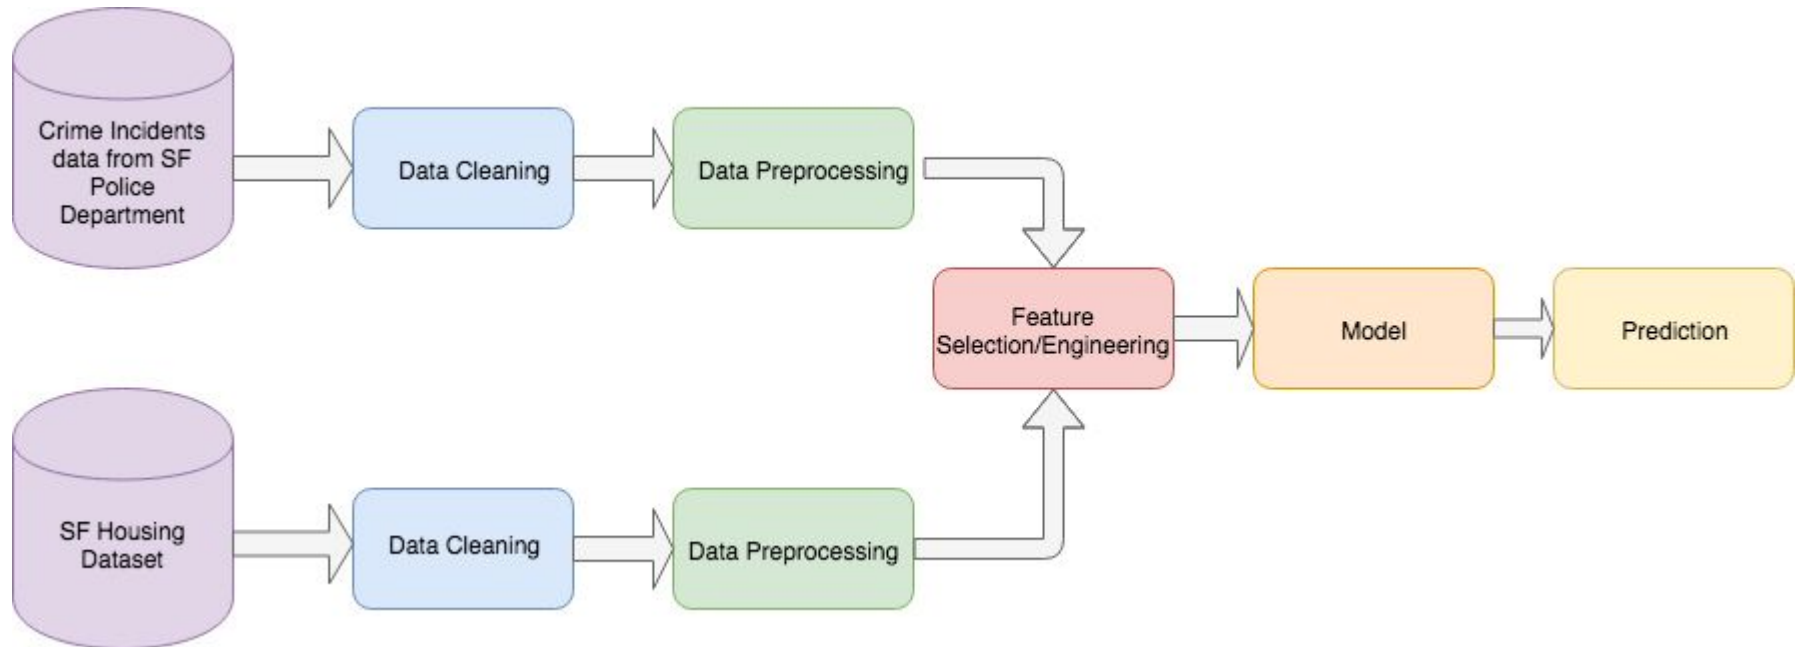 Crime Incidents
data from SF
Police
Department
Data Cleaning
Data Preprocessing
Feature
Selection/Engineering
Model
Prediction
SF Housing
Dataset
Data Cleaning
Data Preprocessing